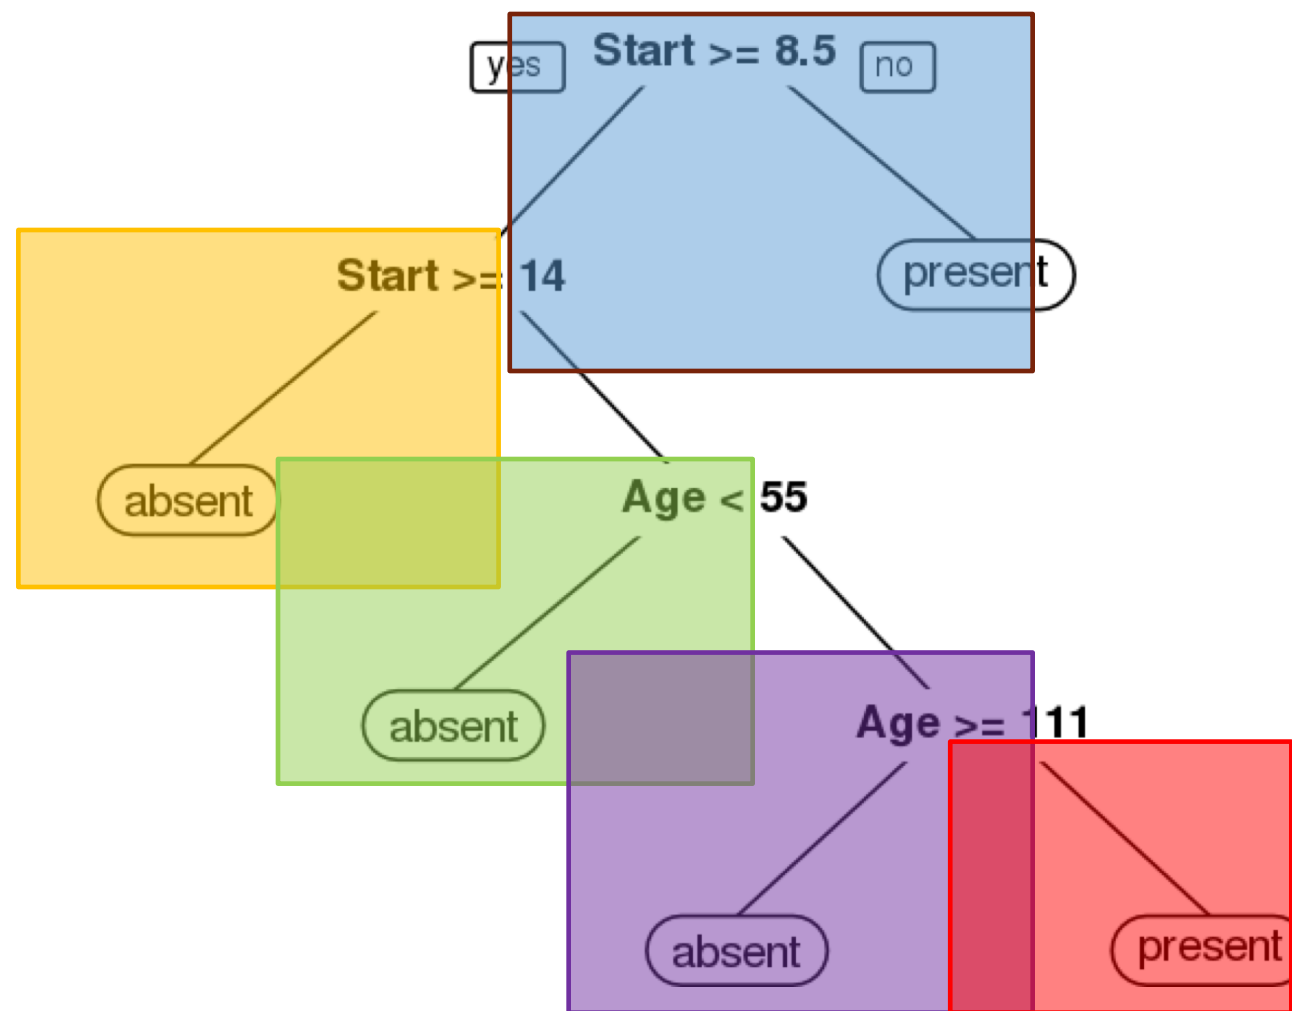 yes Start >= 8.5 no
Start >= 14 present
absent Age < 55
absent Age >= 111
absent present